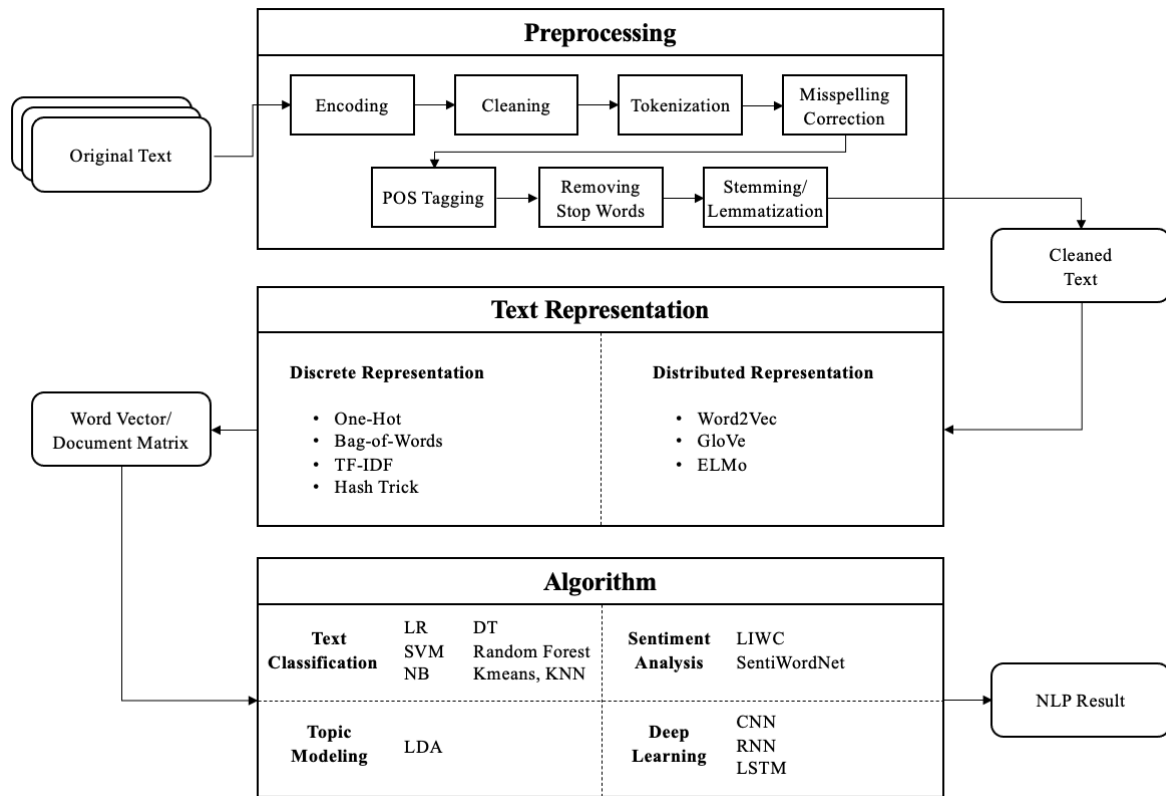 Preprocessing
Encoding
Cleaning
Tokenization
Misspelling
Correction
Original Text
POS Tagging
Removing
Stop Words
Stemming/
Lemmatization
Cleaned
Text
Text Representation
Discrete Representation
• One-Hot
• Bag-of-Words
• TF-IDF
• Hash Trick
Distributed Representation
• Word2Vec
• GloVe
• ELMo
Word Vector/
Document Matrix
Algorithm
Text
Classification
LR
SVM
NB
DT
Random Forest
Kmeans, KNN
Sentiment
Analysis
LIWC
SentiWordNet
Topic
Modeling
LDA
Deep
Learning
CNN
RNN
LSTM
NLP Result